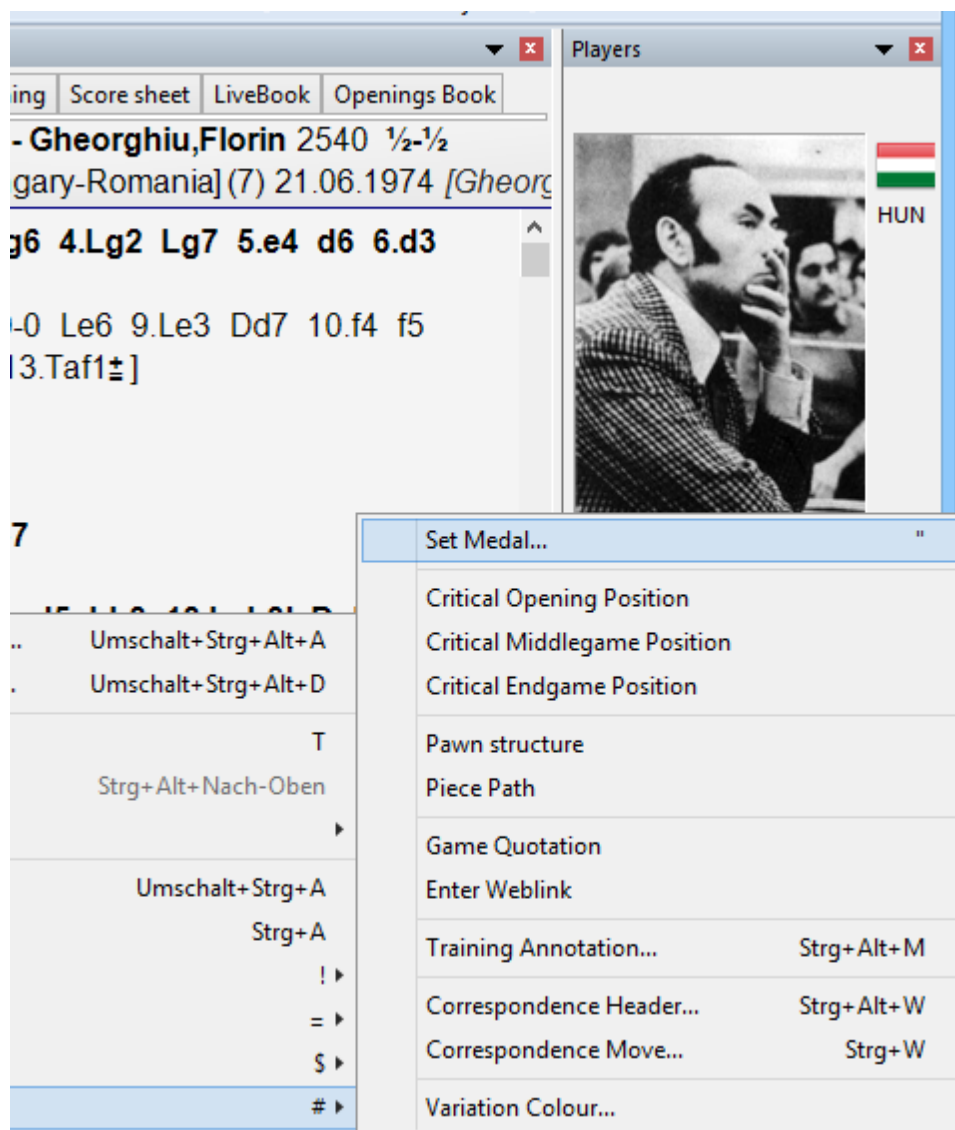 Players
ing Score sheet LiveBook Openings Book
- Gheorghiu,Florin 2540 ½-½
gary-Romania] (7) 21.06.1974 [Gheorg
HUN
g6 4.Lg2 Lg7 5.e4 d6 6.d3
-0 Le6 9.Le3 Dd7 10.f4 f5
13.Taf1⩲]
7
Set Medal... "
Critical Opening Position
Critical Middlegame Position
Critical Endgame Position
Pawn structure
Piece Path
Game Quotation
Enter Weblink
Training Annotation... Strg+Alt+M
Correspondence Header... Strg+Alt+W
Correspondence Move... Strg+W
Variation Colour...
.. Umschalt+Strg+Alt+A
. Umschalt+Strg+Alt+D
T
Strg+Alt+Nach-Oben
Umschalt+Strg+A
Strg+A
!
=
$
#